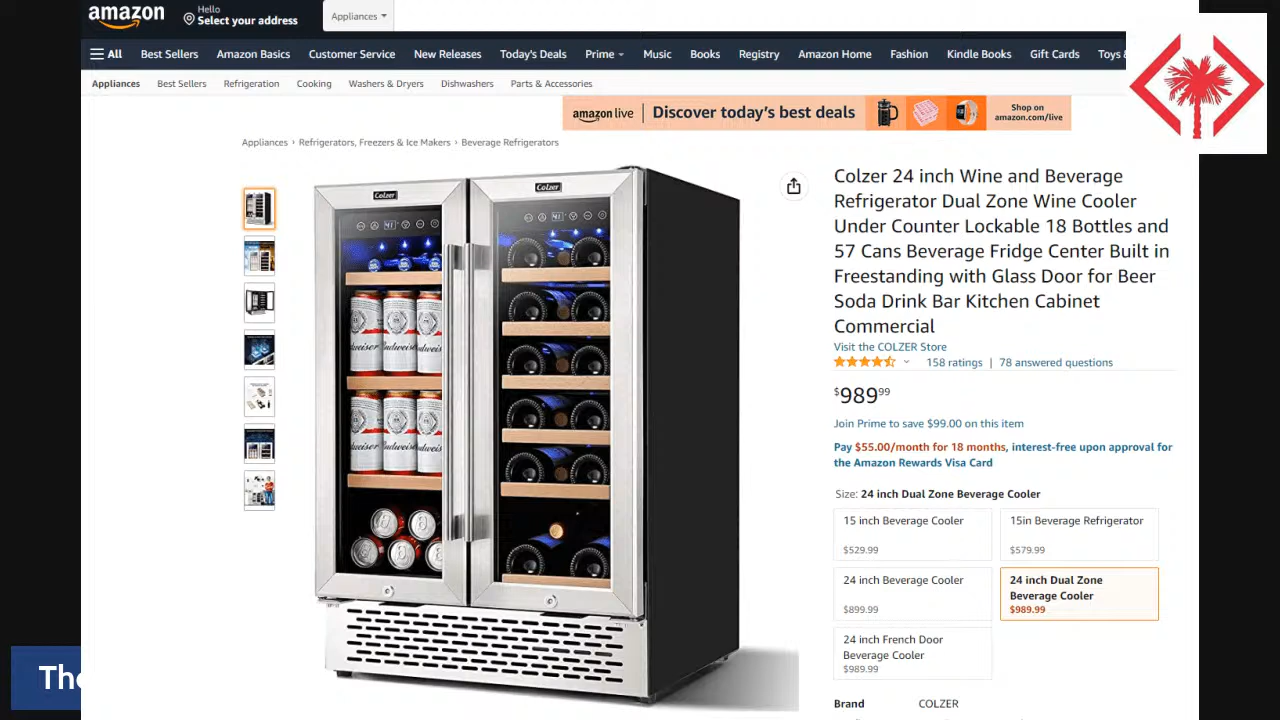 amazon
Hello
Select your address
Appliances
All
Best Sellers
Amazon Basics
Customer Service
New Releases
Today's Deals
Prime
Music
Books
Registry
Amazon Home
Fashion
Kindle Books
Gift Cards
Toys &
Appliances
Best Sellers
Refrigeration
Cooking
Washers & Dryers
Dishwashers
Parts & Accessories
amazon live
Discover today's best deals
Shop on
amazon.com/live
Appliances › Refrigerators, Freezers & Ice Makers › Beverage Refrigerators
Colzer
Colzer
Colzer 24 inch Wine and Beverage
Refrigerator Dual Zone Wine Cooler
Under Counter Lockable 18 Bottles and
57 Cans Beverage Fridge Center Built in
Freestanding with Glass Door for Beer
Soda Drink Bar Kitchen Cabinet
Commercial
Visit the COLZER Store
158 ratings | 78 answered questions
$98999
Join Prime to save $99.00 on this item
Pay $55.00/month for 18 months, interest-free upon approval for
the Amazon Rewards Visa Card
Size: 24 inch Dual Zone Beverage Cooler
15 inch Beverage Cooler
$529.99
15in Beverage Refrigerator
$579.99
24 inch Beverage Cooler
$899.99
24 inch Dual Zone
Beverage Cooler
$989.99
24 inch French Door
Beverage Cooler
$989.99
Brand COLZER
The